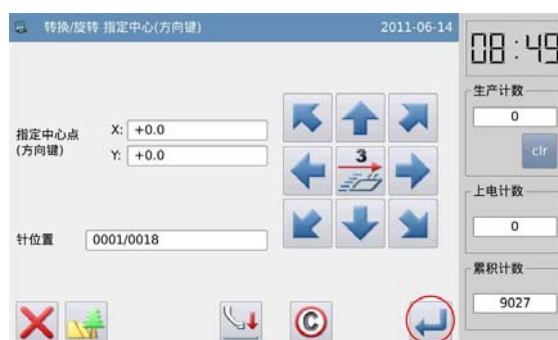 转换/旋转 指定中心(方向键) 2011-06-14
08:49
生产计数
0
clr
指定中心点
(方向键)
X: +0.0
Y: +0.0
3
上电计数
0
针位置 0001/0018
累积计数
9027
C